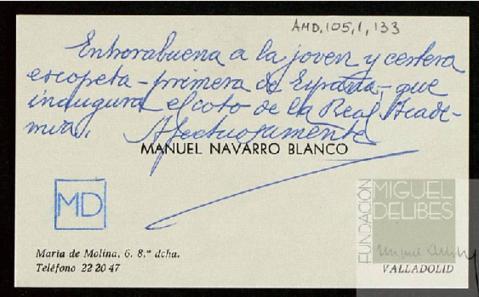 AMD, 105, 1, 133
Enhorabuena a la joven y certera
escopeta - primera de España -, que
inaugura el coto de la Real Acade-
mia. Afectuosamente
MANUEL NAVARRO BLANCO
MD
María de Molina, 6. 8.º dcha.
Teléfono 22 20 47
VALLADOLID
FUNDACIÓN
MIGUEL
DELIBES